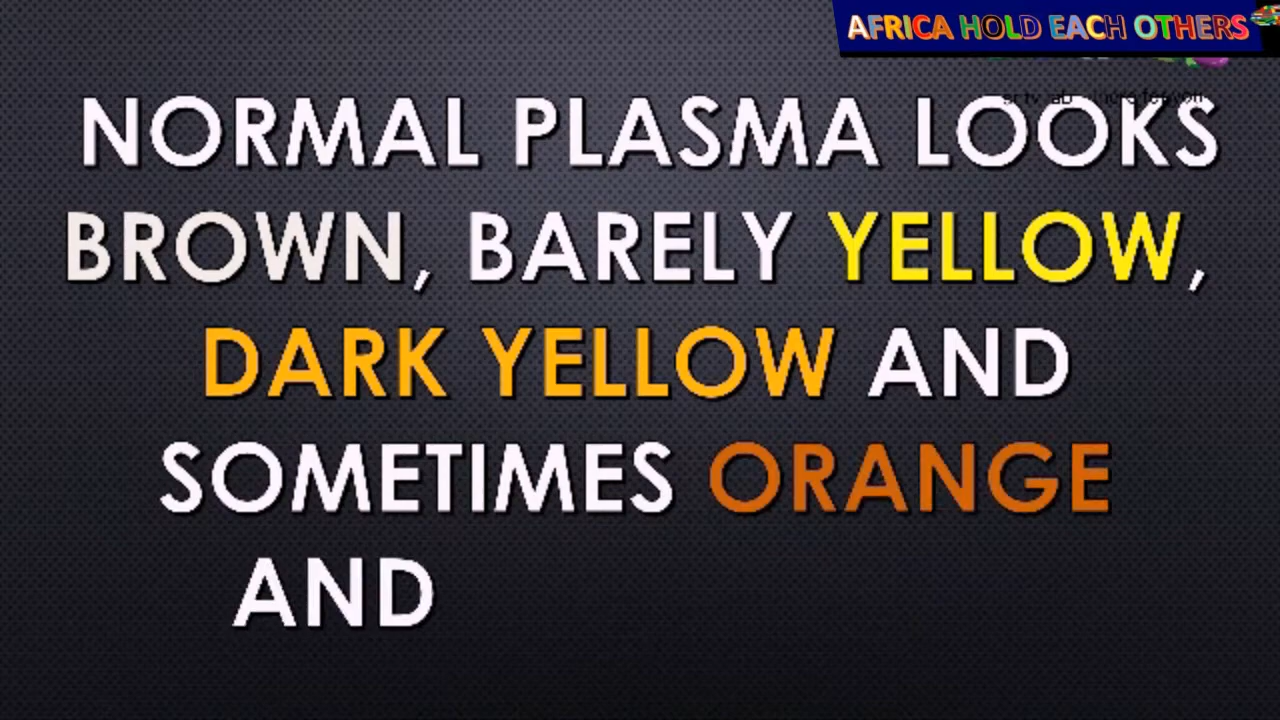 AFRICA HOLD EACH OTHERS
NORMAL PLASMA LOOKS
BROWN, BARELY YELLOW,
DARK YELLOW AND
SOMETIMES ORANGE
AND